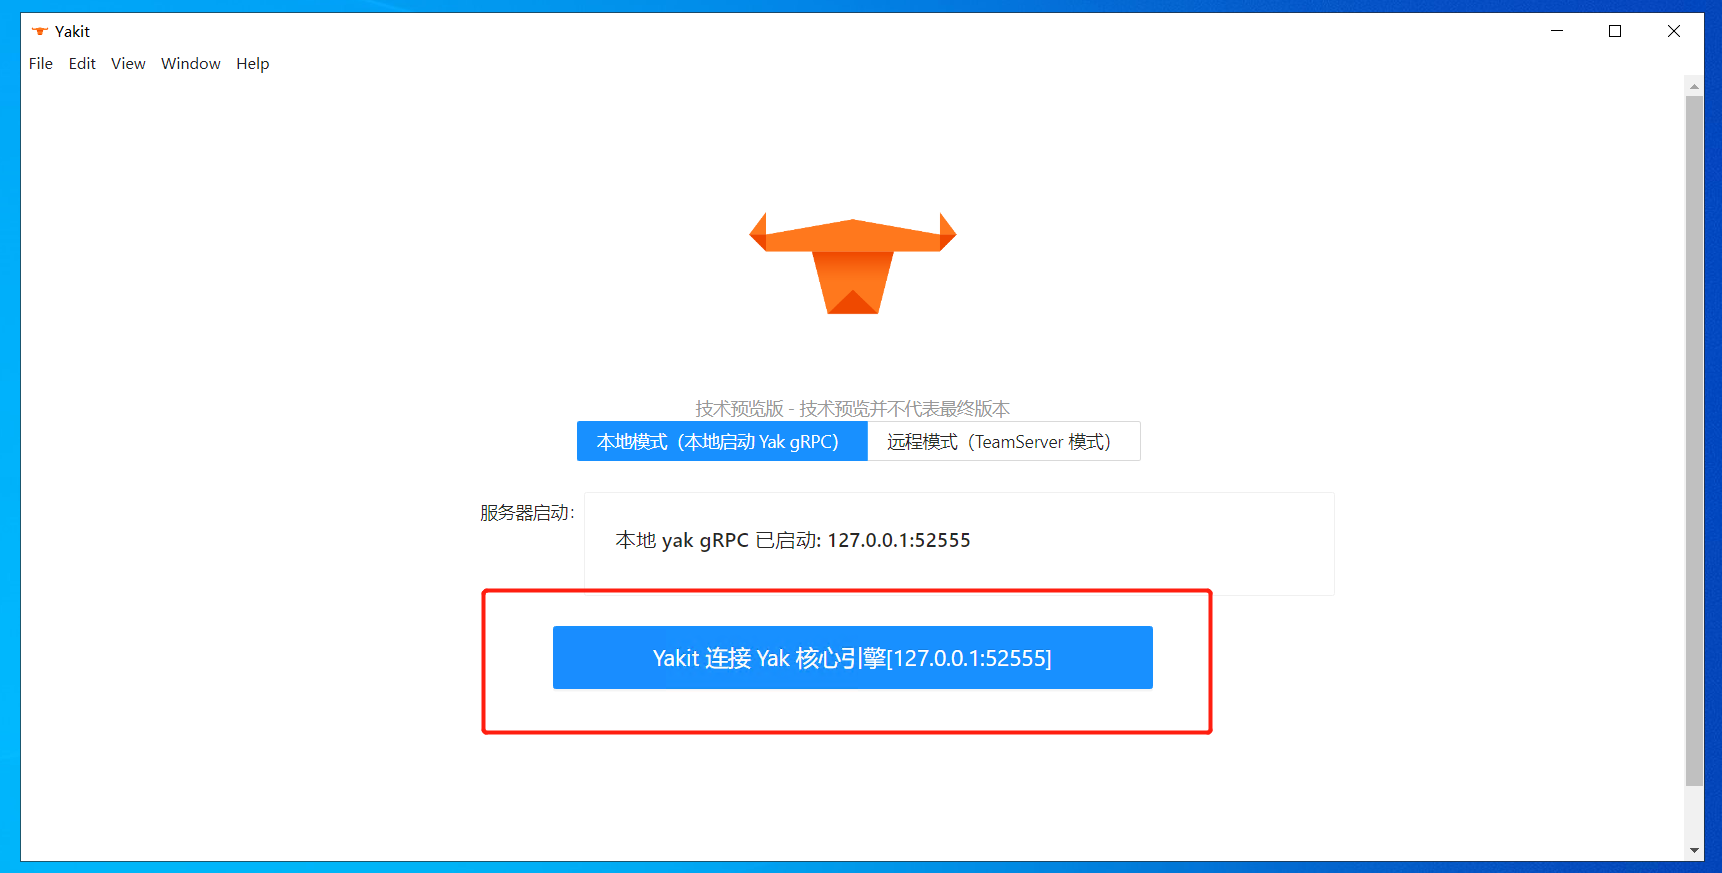 Yakit
File Edit View Window Help
技术预览版 - 技术预览并不代表最终版本
本地模式（本地启动 Yak gRPC） 远程模式（TeamServer 模式）
服务器启动：
本地 yak gRPC 已启动: 127.0.0.1:52555
Yakit 连接 Yak 核心引擎[127.0.0.1:52555]